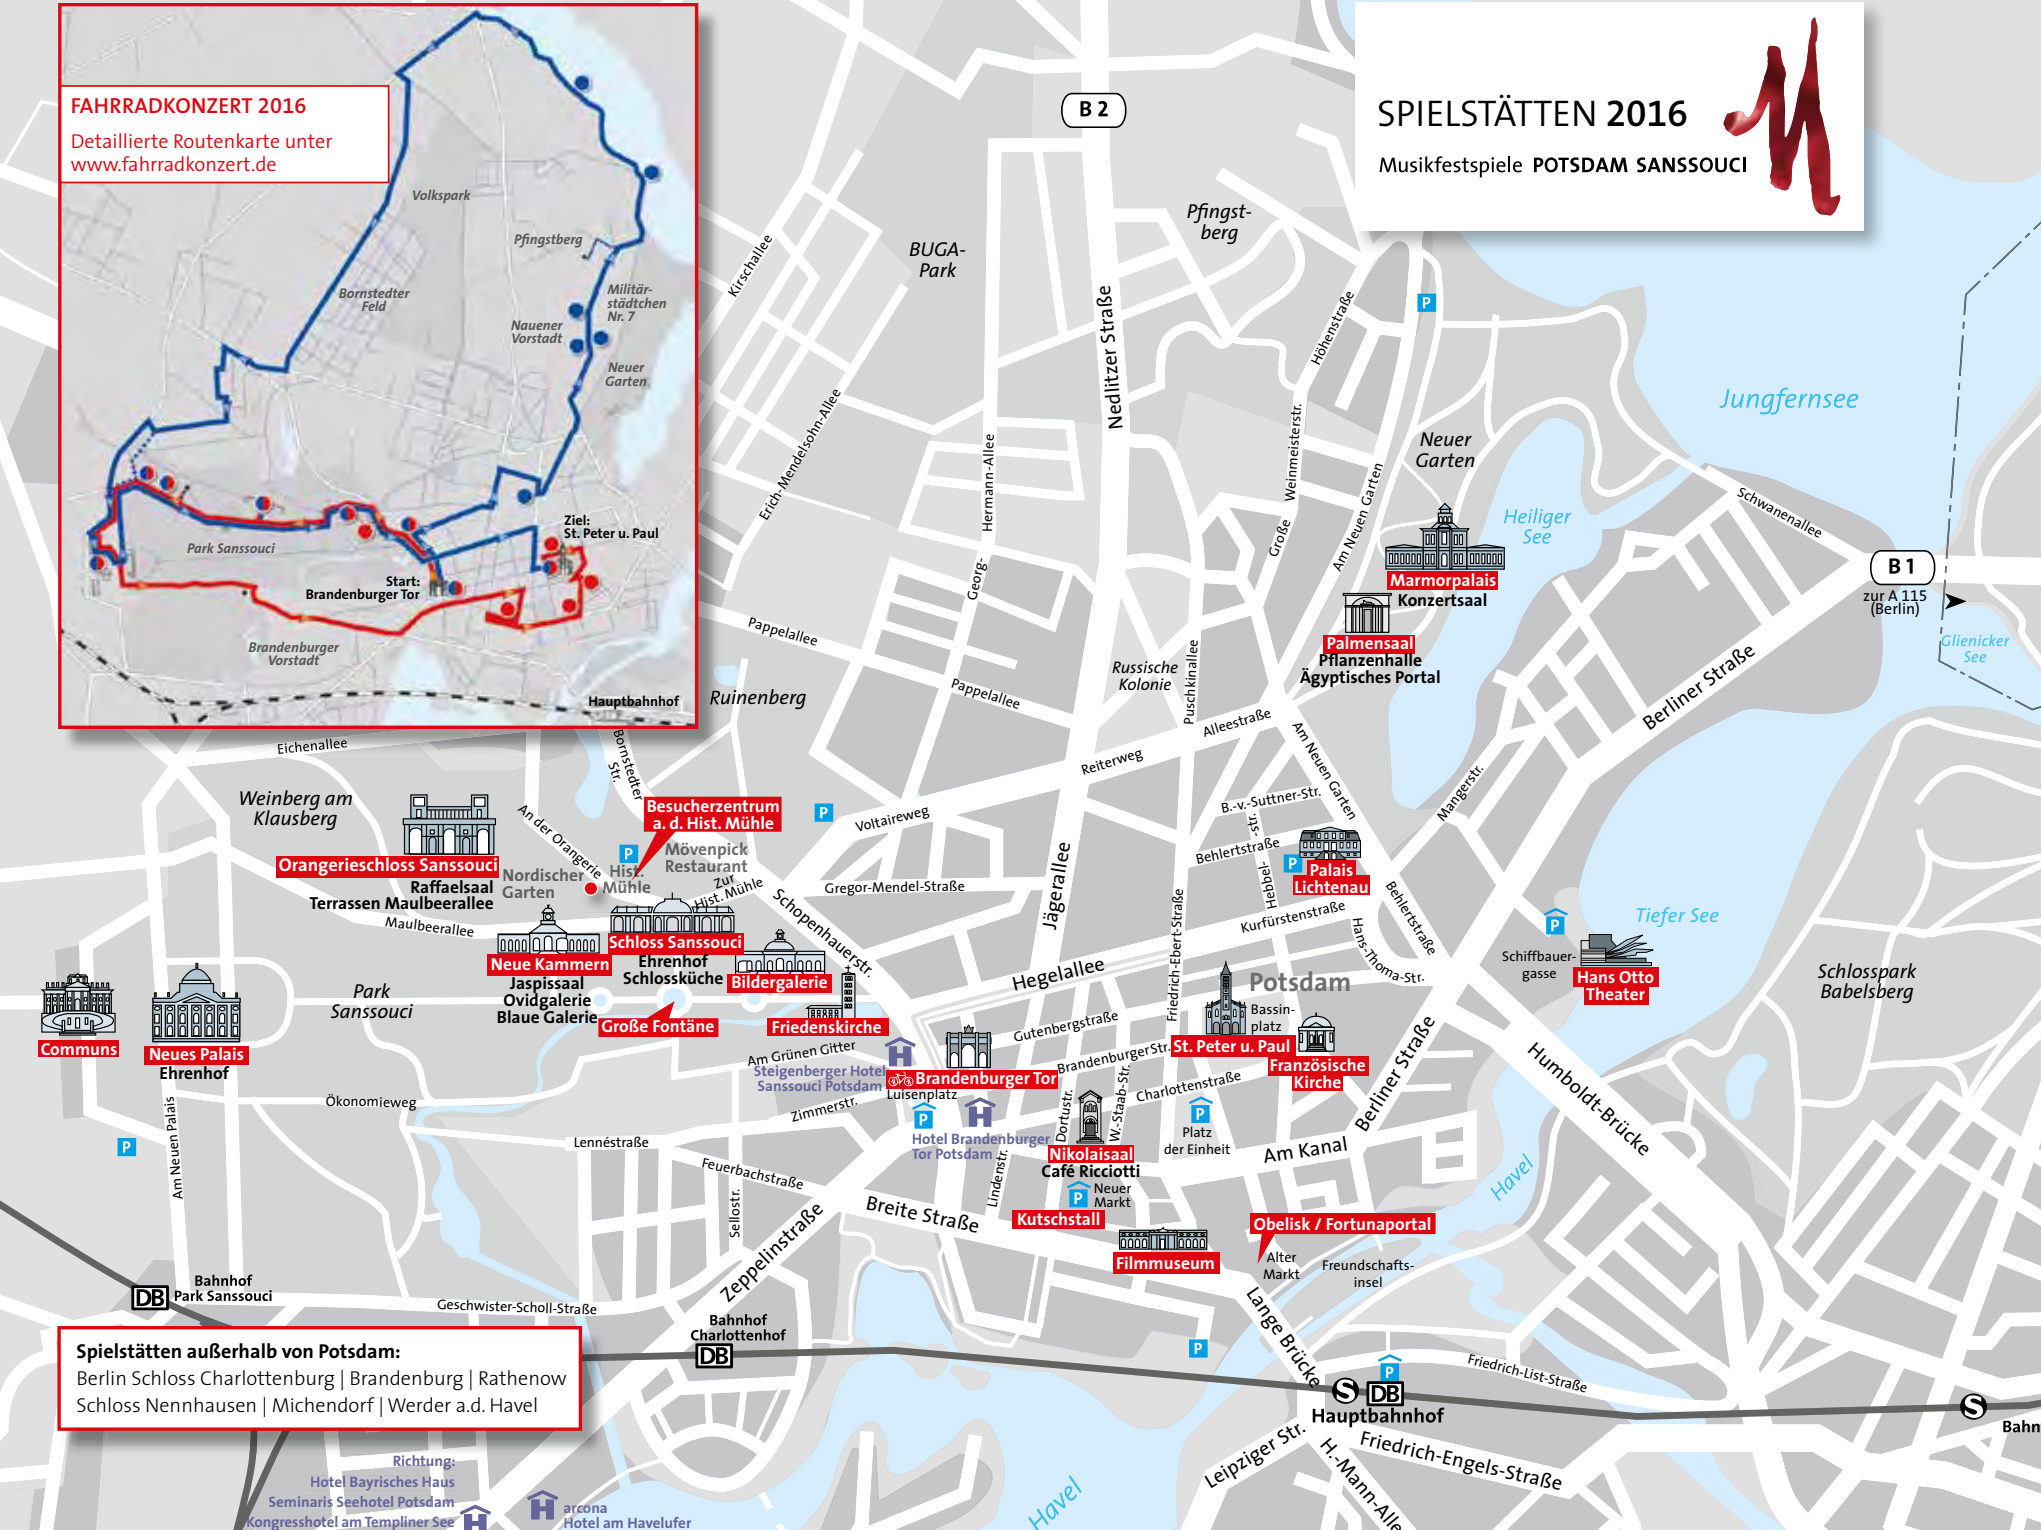 FAHRRADKONZERT 2016
Detaillierte Routenkarte unter
www.fahrradkonzert.de
Volkspark
Pfingstberg
Bornstedter
Feld
Militär-
städtchen
Nr. 7
Nauener
Vorstadt
Neuer
Garten
Ziel:
St. Peter u. Paul
Park Sanssouci
Start:
Brandenburger Tor
Brandenburger
Vorstadt
Hauptbahnhof
SPIELSTÄTTEN 2016
Musikfestspiele POTSDAM SANSSOUCI
B 2
Pfingst-
berg
BUGA-
Park
Kirschallee
Nedlitzer Straße
Höhenstraße
P
Jungfernsee
Erich-Mendelsohn-Allee
Hermann-Allee
Georg-
Weinmeisterstr.
Große
Am Neuen Garten
Neuer
Garten
Heiliger
See
Schwanenallee
B 1
zur A 115
(Berlin)
Glienicker
See
Marmorpalais
Konzertsaal
Palmensaal
Pflanzenhalle
Ägyptisches Portal
Pappelallee
Pappelallee
Russische
Kolonie
Puschkinallee
Ruinenberg
Berliner Straße
Alleestraße
Reiterweg
Am Neuen Garten
Eichenallee
Bornstedter
Str.
Weinberg am
Klausberg
An der Orangerie
Besucherzentrum
a. d. Hist. Mühle
P
Voltaireweg
B.-v.-Suttner-Str.
Mangerstr.
Orangerieschloss Sanssouci
Raffaelsaal
Terrassen Maulbeerallee
Nordischer
Garten
P
Hist.
Mühle
Mövenpick
Restaurant
Zur
Hist. Mühle
Gregor-Mendel-Straße
Jägerallee
Behlertstraße
Hebbel-
str.-
P
Palais
Lichtenau
Behlertstraße
Maulbeerallee
Schopenhauerstr.
Friedrich-Ebert-Straße
Kurfürstenstraße
Hans-Thoma-Str.
P
Schiffbauer-
gasse
Tiefer See
Hans Otto
Theater
Schlosspark
Babelsberg
Neue Kammern
Jaspissaal
Ovidgalerie
Blaue Galerie
Schloss Sanssouci
Ehrenhof
Schlossküche
Bildergalerie
Große Fontäne
Friedenskirche
Hegelallee
Potsdam
Park
Sanssouci
Communs
Neues Palais
Ehrenhof
Gutenbergstraße
Bassin-
platz
St. Peter u. Paul
Französische
Kirche
Am Grünen Gitter
H
Steigenberger Hotel
Sanssouci Potsdam
Brandenburger Tor
Luisenplatz
Brandenburger Str.
Berliner Straße
Humboldt-Brücke
Ökonomieweg
Zimmerstr.
P
H
Hotel Brandenburger
Tor Potsdam
Dortustr.
W.-Staab-Str.
Charlottenstraße
P
Platz
der Einheit
Am Kanal
Am Neuen Palais
P
Lennéstraße
Feuerbachstraße
Sellostr.
Lindenstr.
Nikolaisaal
Café Ricciotti
P
Neuer
Markt
Kutschstall
Havel
Breite Straße
Zeppelinstraße
Filmmuseum
Obelisk / Fortunaportal
Alter
Markt
Freundschafts-
insel
DB
Bahnhof
Park Sanssouci
Geschwister-Scholl-Straße
Bahnhof
Charlottenhof
DB
Lange Brücke
P
Spielstätten außerhalb von Potsdam:
Berlin Schloss Charlottenburg | Brandenburg | Rathenow
Schloss Nennhausen | Michendorf | Werder a.d. Havel
P
S DB
Hauptbahnhof
Friedrich-List-Straße
S
Bahn
Leipziger Str.
H.-Mann-Alle
Friedrich-Engels-Straße
Havel
Richtung:
Hotel Bayrisches Haus
Seminaris Seehotel Potsdam
Kongresshotel am Templiner See
H
H
arcona
Hotel am Havelufer